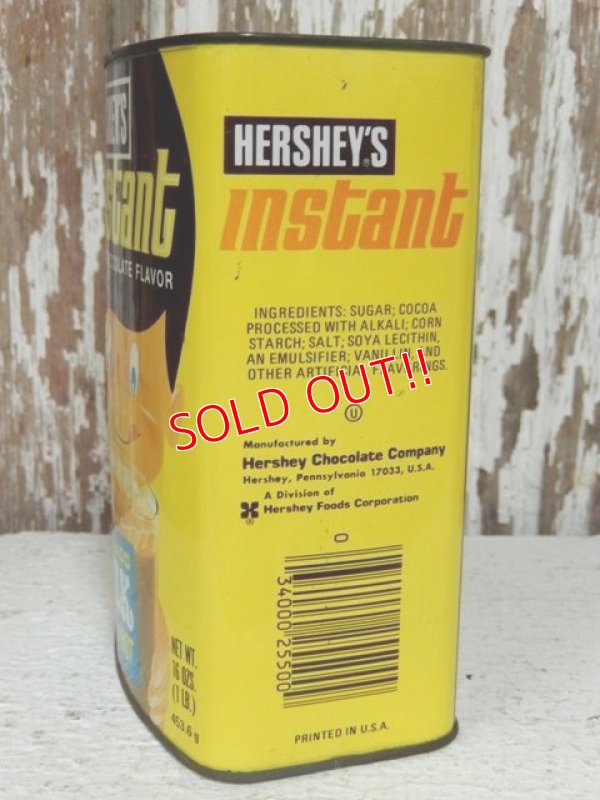 HERSHEY'S
instant
INGREDIENTS: SUGAR; COCOA
PROCESSED WITH ALKALI; CORN
STARCH; SALT; SOYA LECITHIN,
AN EMULSIFIER; VANILLIN AND
OTHER ARTIFICIAL FLAVORINGS.
SOLD OUT!!
U
Manufactured by
Hershey Chocolate Company
Hershey, Pennsylvania 17033, U.S.A.
A Division of
Hershey Foods Corporation
®
0
34000 25500
PRINTED IN U.S.A.
FLAVOR
NET WT.
16 OZS.
(1 LB.)
453.6 g